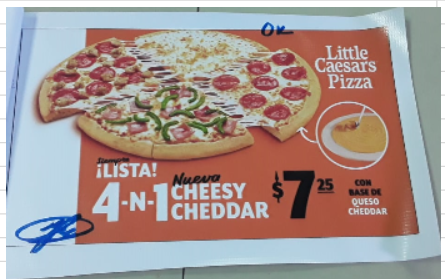 OK
Little
Caesars
Pizza
Siempre
¡LISTA!
4-N-1
Nueva
CHEESY
CHEDDAR
$7 25
CON
BASE DE
QUESO
CHEDDAR